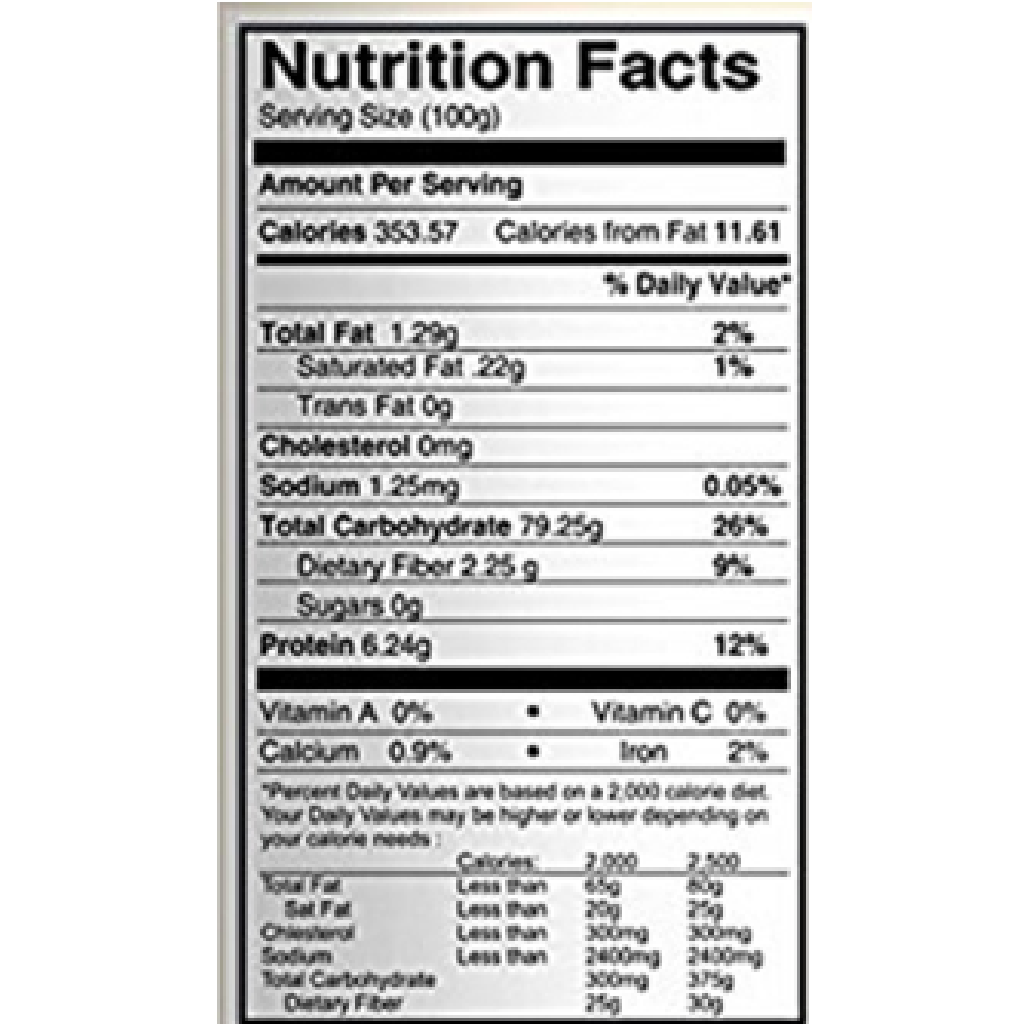 Nutrition Facts
Serving Size (100g)
Amount Per Serving
Calories 353.57 Calories from Fat 11.61
% Daily Value*
Total Fat 1.29g 2%
Saturated Fat .22g 1%
Trans Fat 0g
Cholesterol 0mg
Sodium 1.25mg 0.05%
Total Carbohydrate 79.25g 26%
Dietary Fiber 2.25 g 9%
Sugars 0g
Protein 6.24g 12%
Vitamin A 0% • Vitamin C 0%
Calcium 0.9% • Iron 2%
*Percent Daily Values are based on a 2,000 calorie diet.
Your Daily Values may be higher or lower depending on
your calorie needs :
Calories: 2,000 2,500
Total Fat Less than 65g 80g
Sat Fat Less than 20g 25g
Chlesterol Less than 300mg 300mg
Sodium Less than 2400mg 2400mg
Total Carbohydrate 300mg 375g
Dietary Fiber 25g 30g